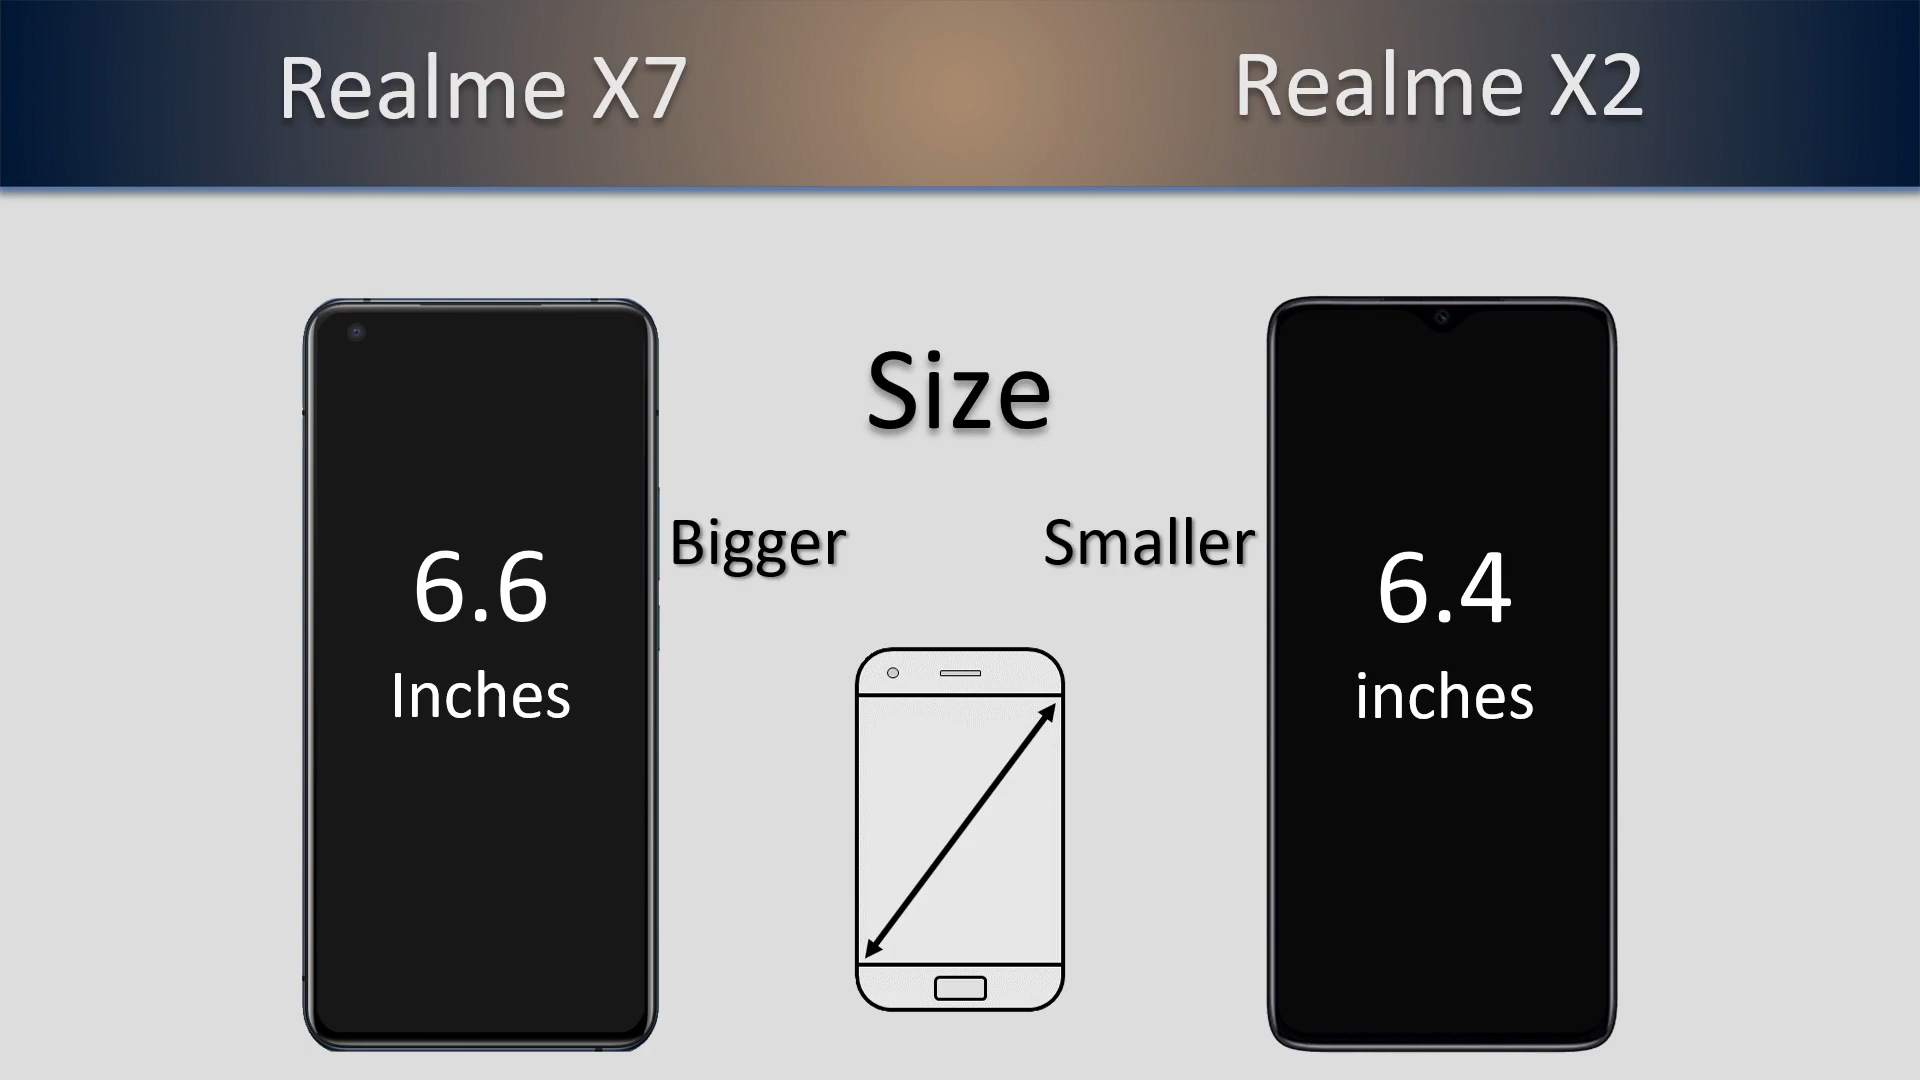 Realme X7
Realme X2
Size
Bigger
Smaller
6.6
Inches
6.4
inches